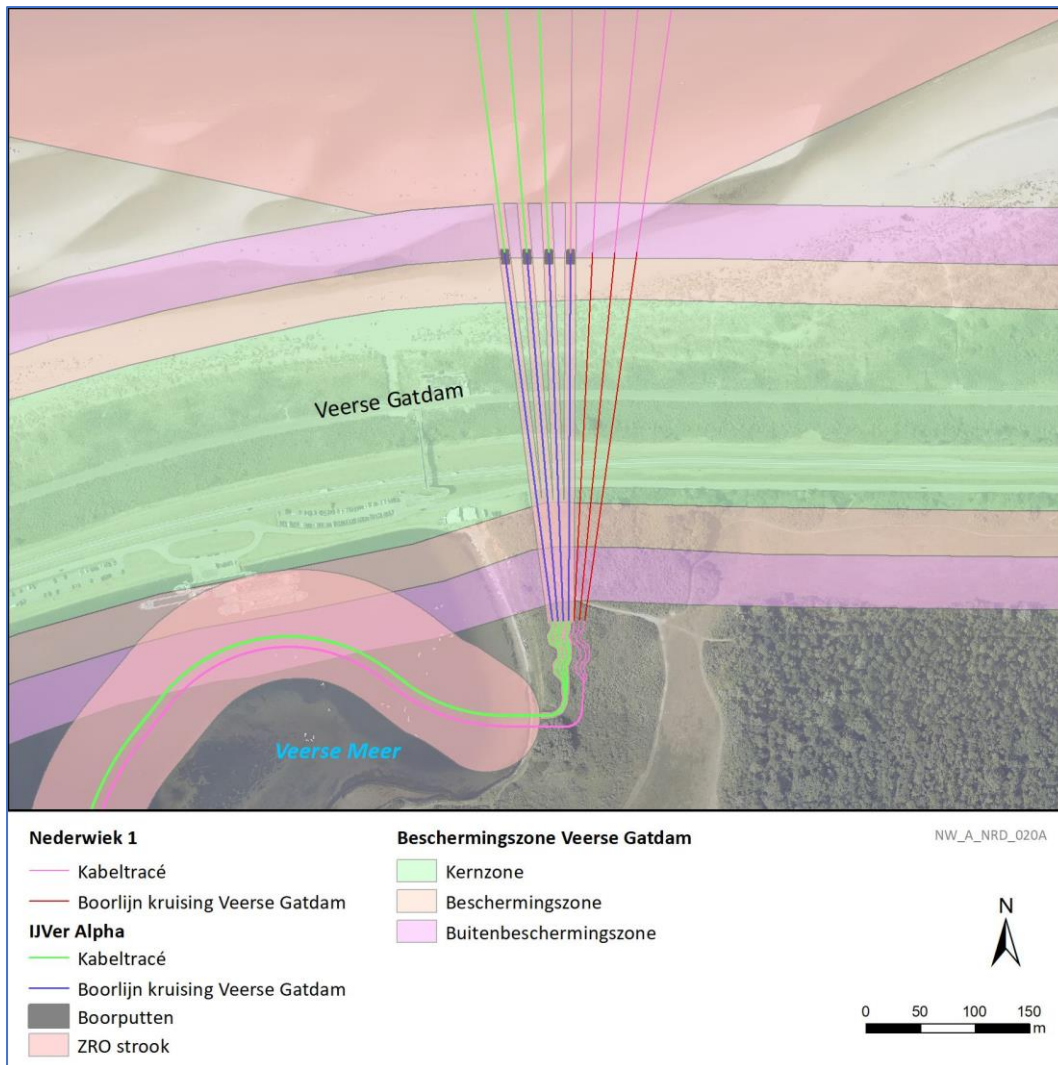 Veerse Gatdam
Veerse Meer
Nederwiek 1
Kabeltracé
Boorlijn kruising Veerse Gatdam
IJVer Alpha
Kabeltracé
Boorlijn kruising Veerse Gatdam
Boorputten
ZRO strook
Beschermingszone Veerse Gatdam
Kernzone
Beschermingszone
Buitenbeschermingszone
NW_A_NRD_020A
N
0 50 100 150
m